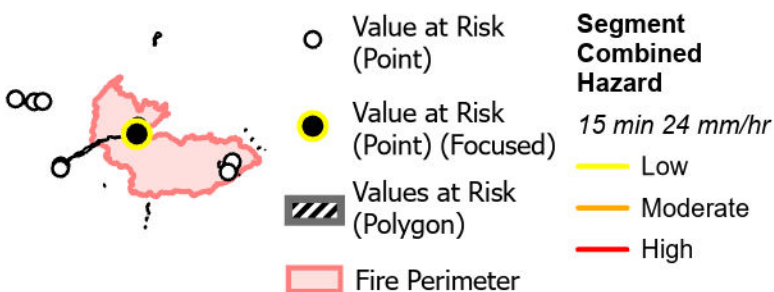 Value at Risk
(Point)
Value at Risk
(Point) (Focused)
Values at Risk
(Polygon)
Fire Perimeter
Segment
Combined
Hazard
15 min 24 mm/hr
Low
Moderate
High